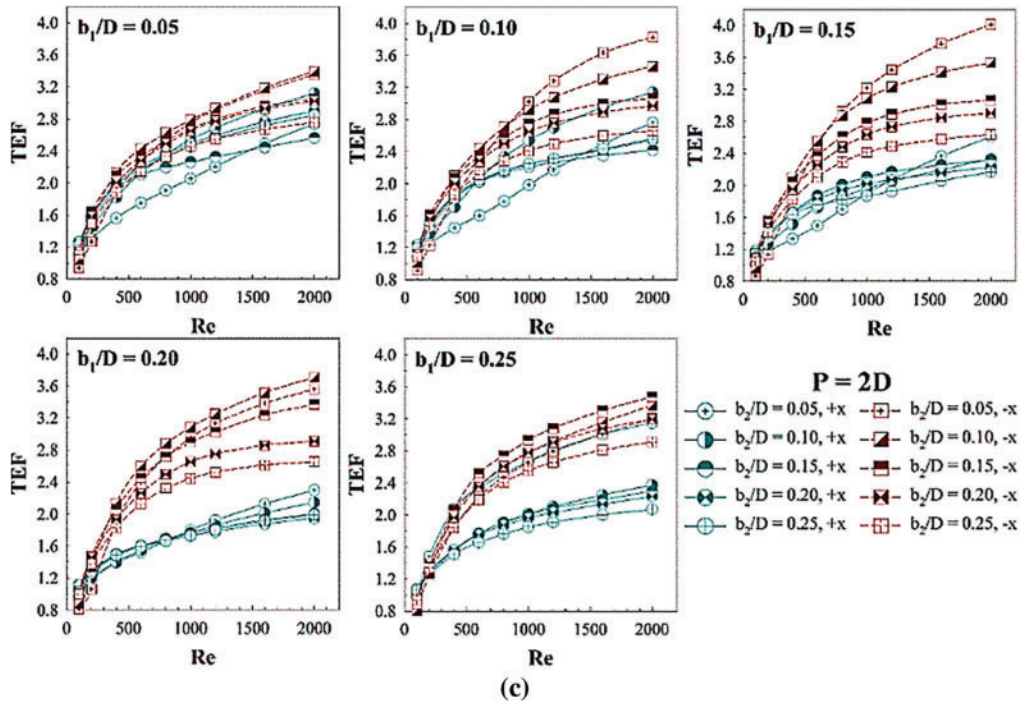 b₁/D = 0.05
4.0
3.6
3.2
2.8
2.4
2.0
1.6
1.2
0.8
TEF
0 500 1000 1500 2000
Re
b₁/D = 0.10
4.0
3.6
3.2
2.8
2.4
2.0
1.6
1.2
0.8
TEF
0 500 1000 1500 2000
Re
b₁/D = 0.15
4.0
3.6
3.2
2.8
2.4
2.0
1.6
1.2
0.8
TEF
0 500 1000 1500 2000
Re
b₁/D = 0.20
4.0
3.6
3.2
2.8
2.4
2.0
1.6
1.2
0.8
TEF
0 500 1000 1500 2000
Re
b₁/D = 0.25
4.0
3.6
3.2
2.8
2.4
2.0
1.6
1.2
0.8
TEF
0 500 1000 1500 2000
Re
P = 2D
b₂/D = 0.05, +x b₂/D = 0.05, -x
b₂/D = 0.10, +x b₂/D = 0.10, -x
b₂/D = 0.15, +x b₂/D = 0.15, -x
b₂/D = 0.20, +x b₂/D = 0.20, -x
b₂/D = 0.25, +x b₂/D = 0.25, -x
(c)